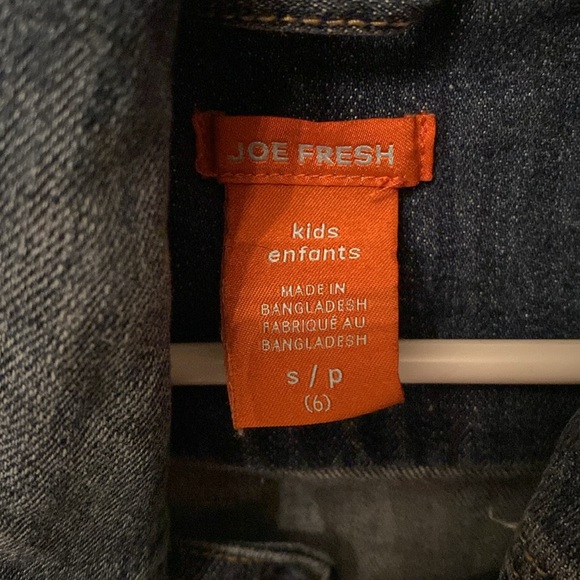 JOE FRESH
kids
enfants
MADE IN
BANGLADESH
FABRIQUÉ AU
BANGLADESH
s / p
(6)